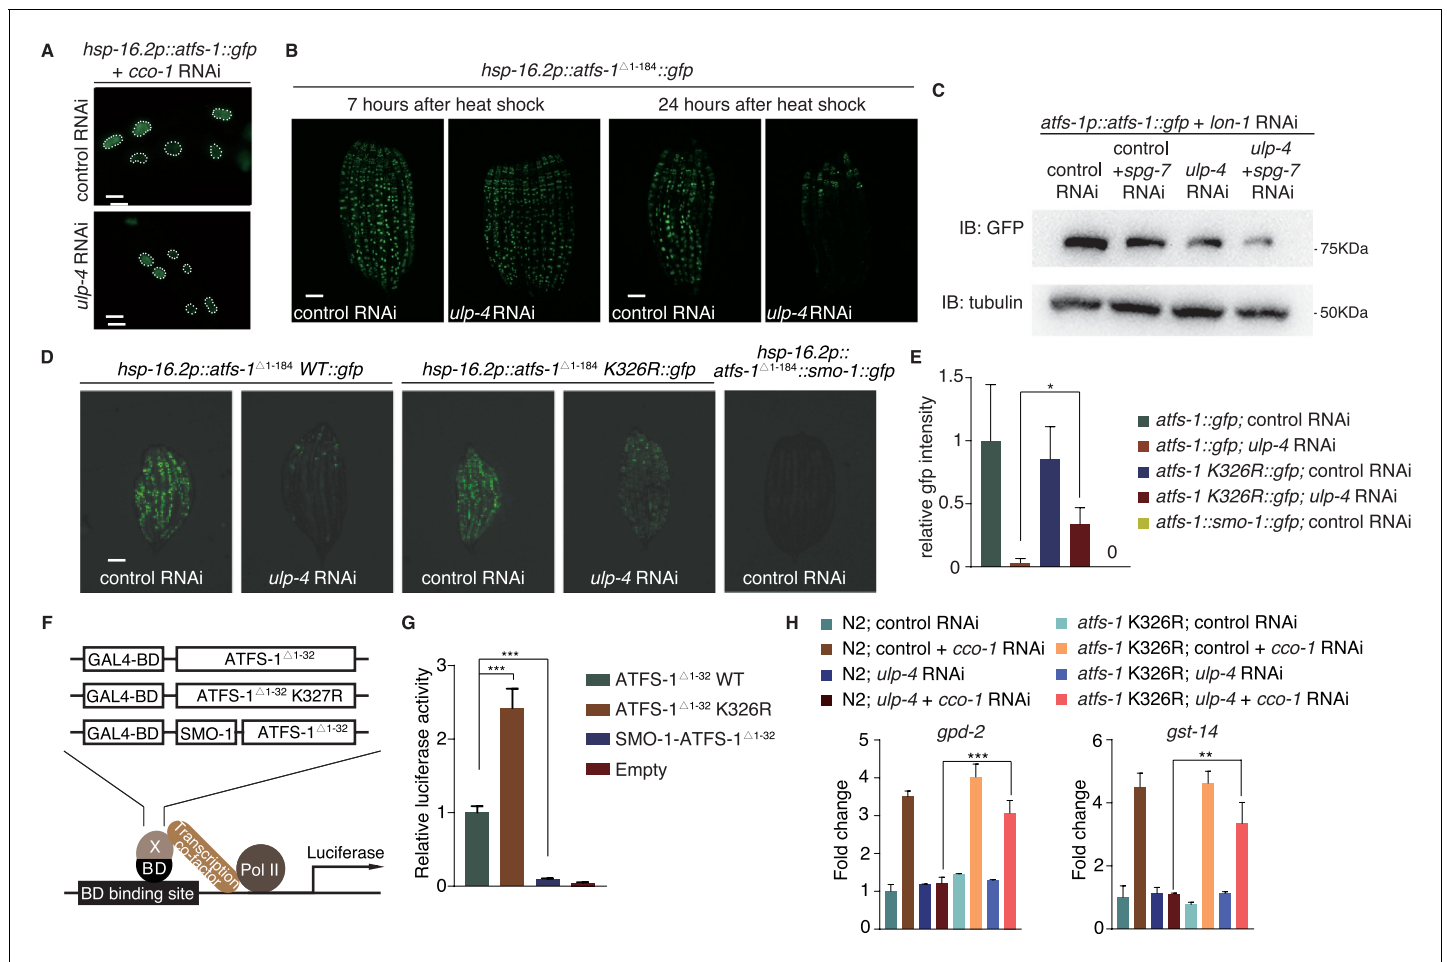 A
hsp-16.2p::atfs-1::gfp
+ cco-1 RNAi
control RNAi
ulp-4 RNAi
B
hsp-16.2p::atfs-1△1-184::gfp
7 hours after heat shock
24 hours after heat shock
control RNAi
ulp-4 RNAi
control RNAi
ulp-4 RNAi
C
atfs-1p::atfs-1::gfp + lon-1 RNAi
control
RNAi
control
+spg-7
RNAi
ulp-4
RNAi
ulp-4
+spg-7
RNAi
IB: GFP
-75KDa
IB: tubulin
-50KDa
D
hsp-16.2p::atfs-1△1-184 WT::gfp
hsp-16.2p::atfs-1△1-184 K326R::gfp
hsp-16.2p::
atfs-1△1-184::smo-1::gfp
control RNAi
ulp-4 RNAi
control RNAi
ulp-4 RNAi
control RNAi
E
relative gfp intensity
1.5
1
0.5
0
*
0
atfs-1::gfp; control RNAi
atfs-1::gfp; ulp-4 RNAi
atfs-1 K326R::gfp; control RNAi
atfs-1 K326R::gfp; ulp-4 RNAi
atfs-1::smo-1::gfp; control RNAi
F
GAL4-BD ATFS-1△1-32
GAL4-BD ATFS-1△1-32 K327R
GAL4-BD SMO-1 ATFS-1△1-32
X
BD
Transcription
co-factor
Pol II
Luciferase
BD binding site
G
Relative luciferase activity
3
2
1
0
***
***
ATFS-1△1-32 WT
ATFS-1△1-32 K326R
SMO-1-ATFS-1△1-32
Empty
H
N2; control RNAi
N2; control + cco-1 RNAi
N2; ulp-4 RNAi
N2; ulp-4 + cco-1 RNAi
atfs-1 K326R; control RNAi
atfs-1 K326R; control + cco-1 RNAi
atfs-1 K326R; ulp-4 RNAi
atfs-1 K326R; ulp-4 + cco-1 RNAi
gpd-2
Fold change
5
4
3
2
1
0
***
gst-14
Fold change
6
4
2
0
**